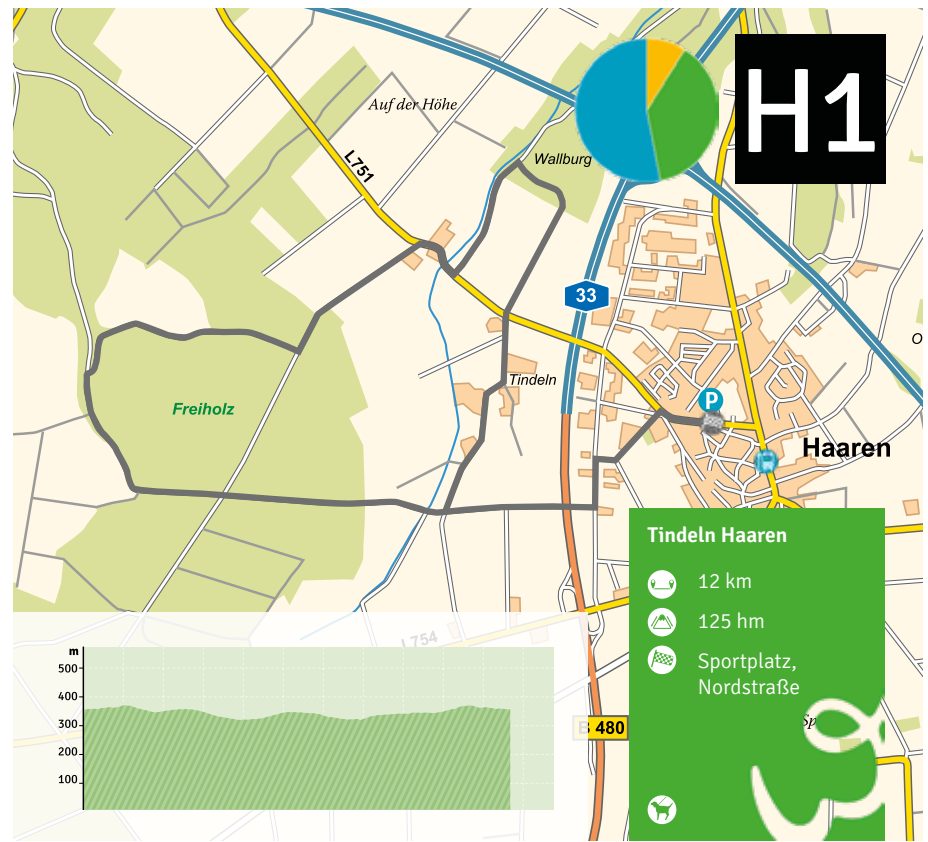 H1
Auf der Höhe
L751
Wallburg
33
O
Tindeln
P
Freiholz
Haaren
Tindeln Haaren
12 km
125 hm
Sportplatz,
Nordstraße
L754
Sp
B 480
m
500
400
300
200
100